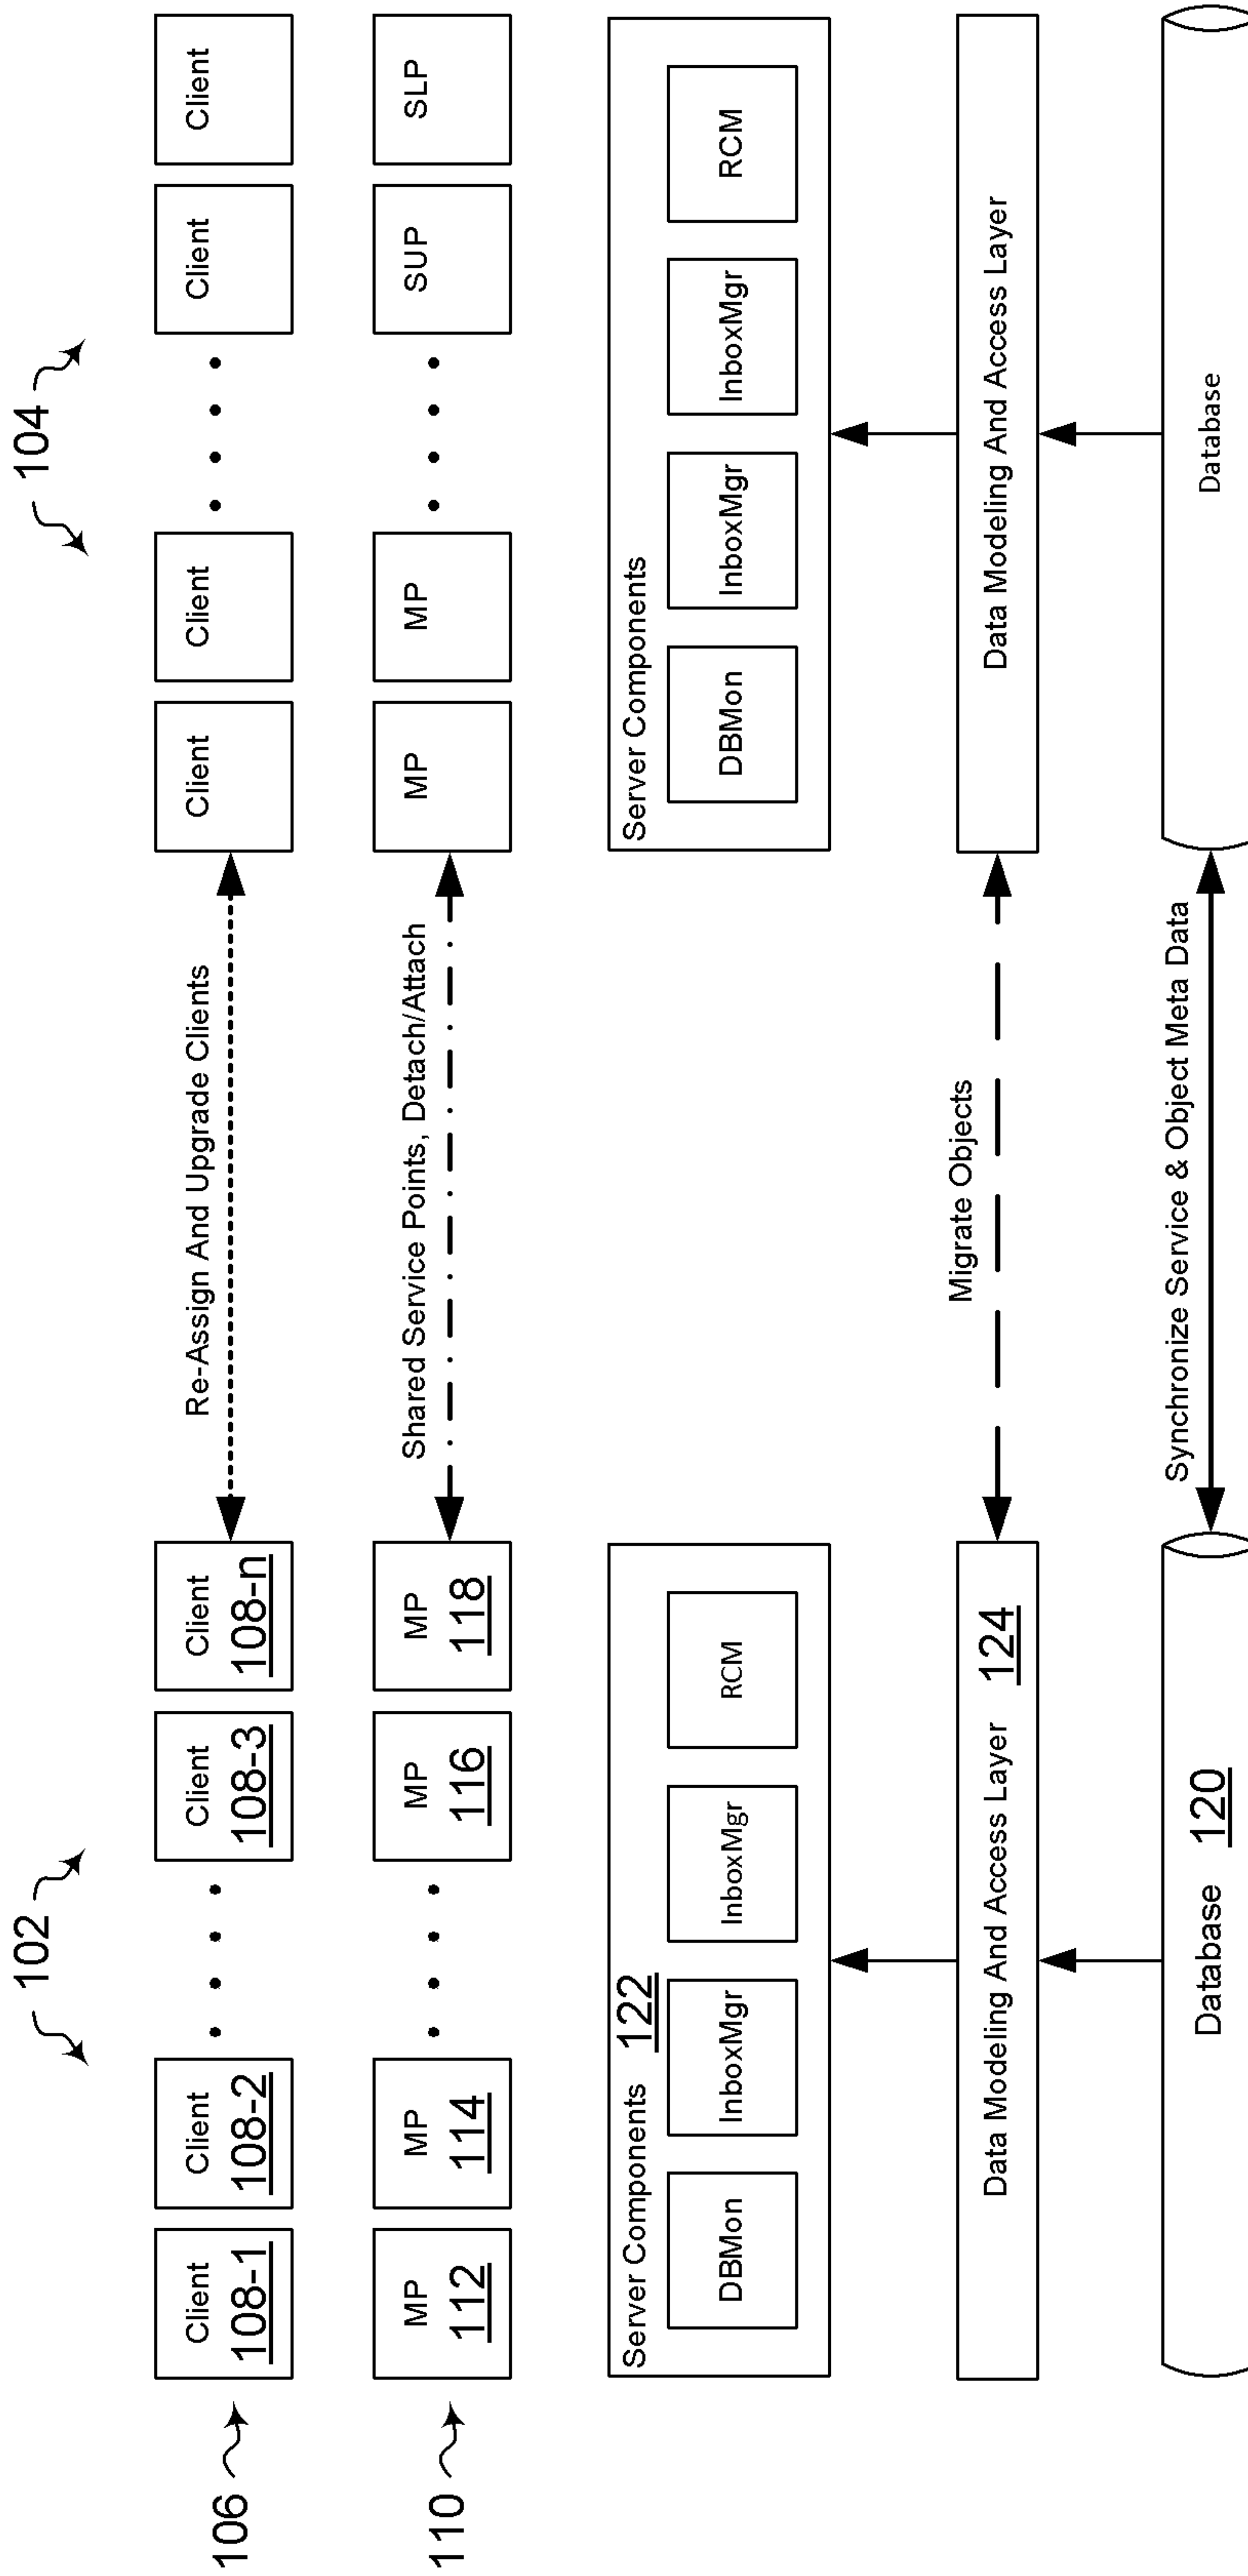 102
104
106
Client
108-1
Client
108-2
Client
108-3
Client
108-n
Re-Assign And Upgrade Clients
Client
Client
Client
Client
110
MP
112
MP
114
MP
116
MP
118
Shared Service Points, Detach/Attach
MP
MP
SUP
SLP
Server Components 122
DBMon
InboxMgr
InboxMgr
RCM
Server Components
DBMon
InboxMgr
InboxMgr
RCM
Data Modeling And Access Layer 124
Migrate Objects
Data Modeling And Access Layer
Database 120
Synchronize Service & Object Meta Data
Database